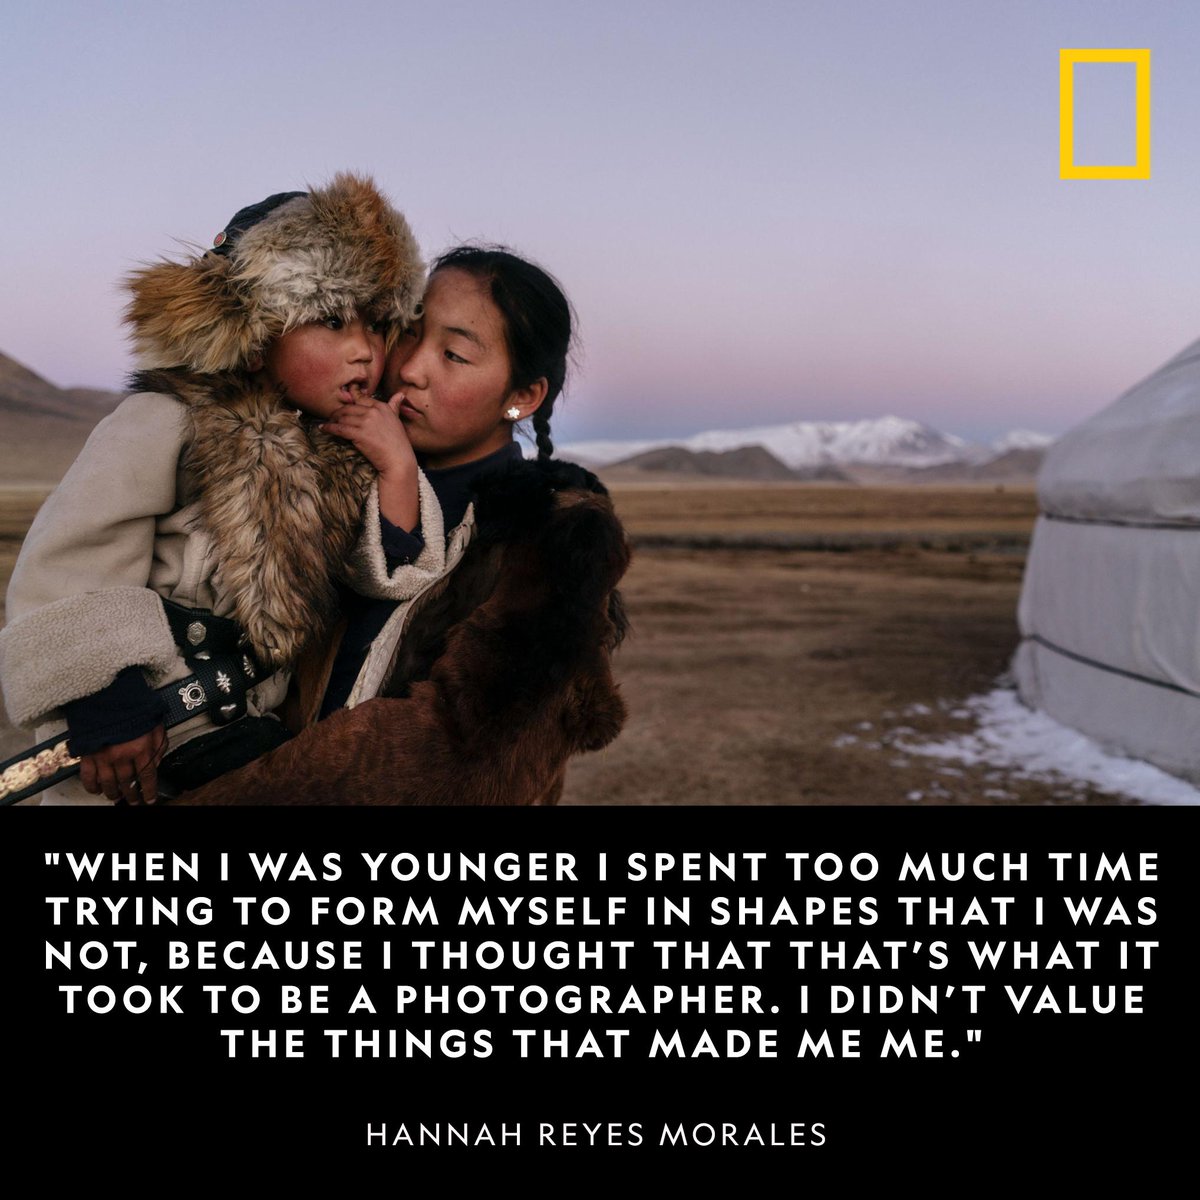 "WHEN I WAS YOUNGER I SPENT TOO MUCH TIME
TRYING TO FORM MYSELF IN SHAPES THAT I WAS
NOT, BECAUSE I THOUGHT THAT THAT’S WHAT IT
TOOK TO BE A PHOTOGRAPHER. I DIDN’T VALUE
THE THINGS THAT MADE ME ME."
HANNAH REYES MORALES